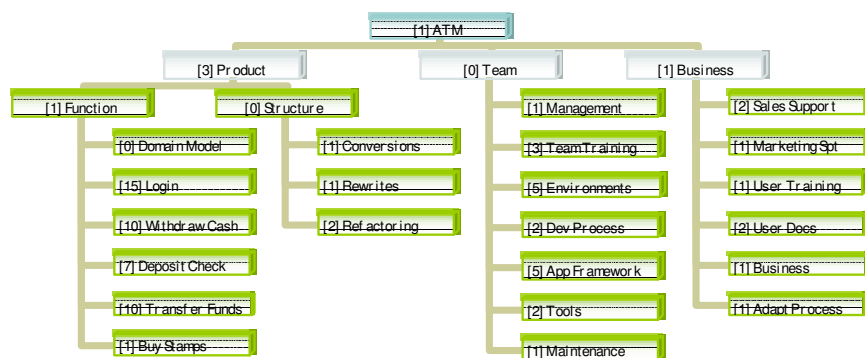 [1] ATM
[3] Product
[0] Team
[1] Business
[1] Function
[0] Structure
[0] Domain Model
[15] Login
[10] Withdraw Cash
[7] Deposit Check
[10] Transfer Funds
[1] Buy Stamps
[1] Conversions
[1] Rewrites
[2] Refactoring
[1] Management
[3] Team Training
[5] Environments
[2] Dev Process
[5] App Framework
[2] Tools
[1] Maintenance
[2] Sales Support
[1] Marketing Spt
[1] User Training
[2] User Docs
[1] Business
[1] Adapt Process